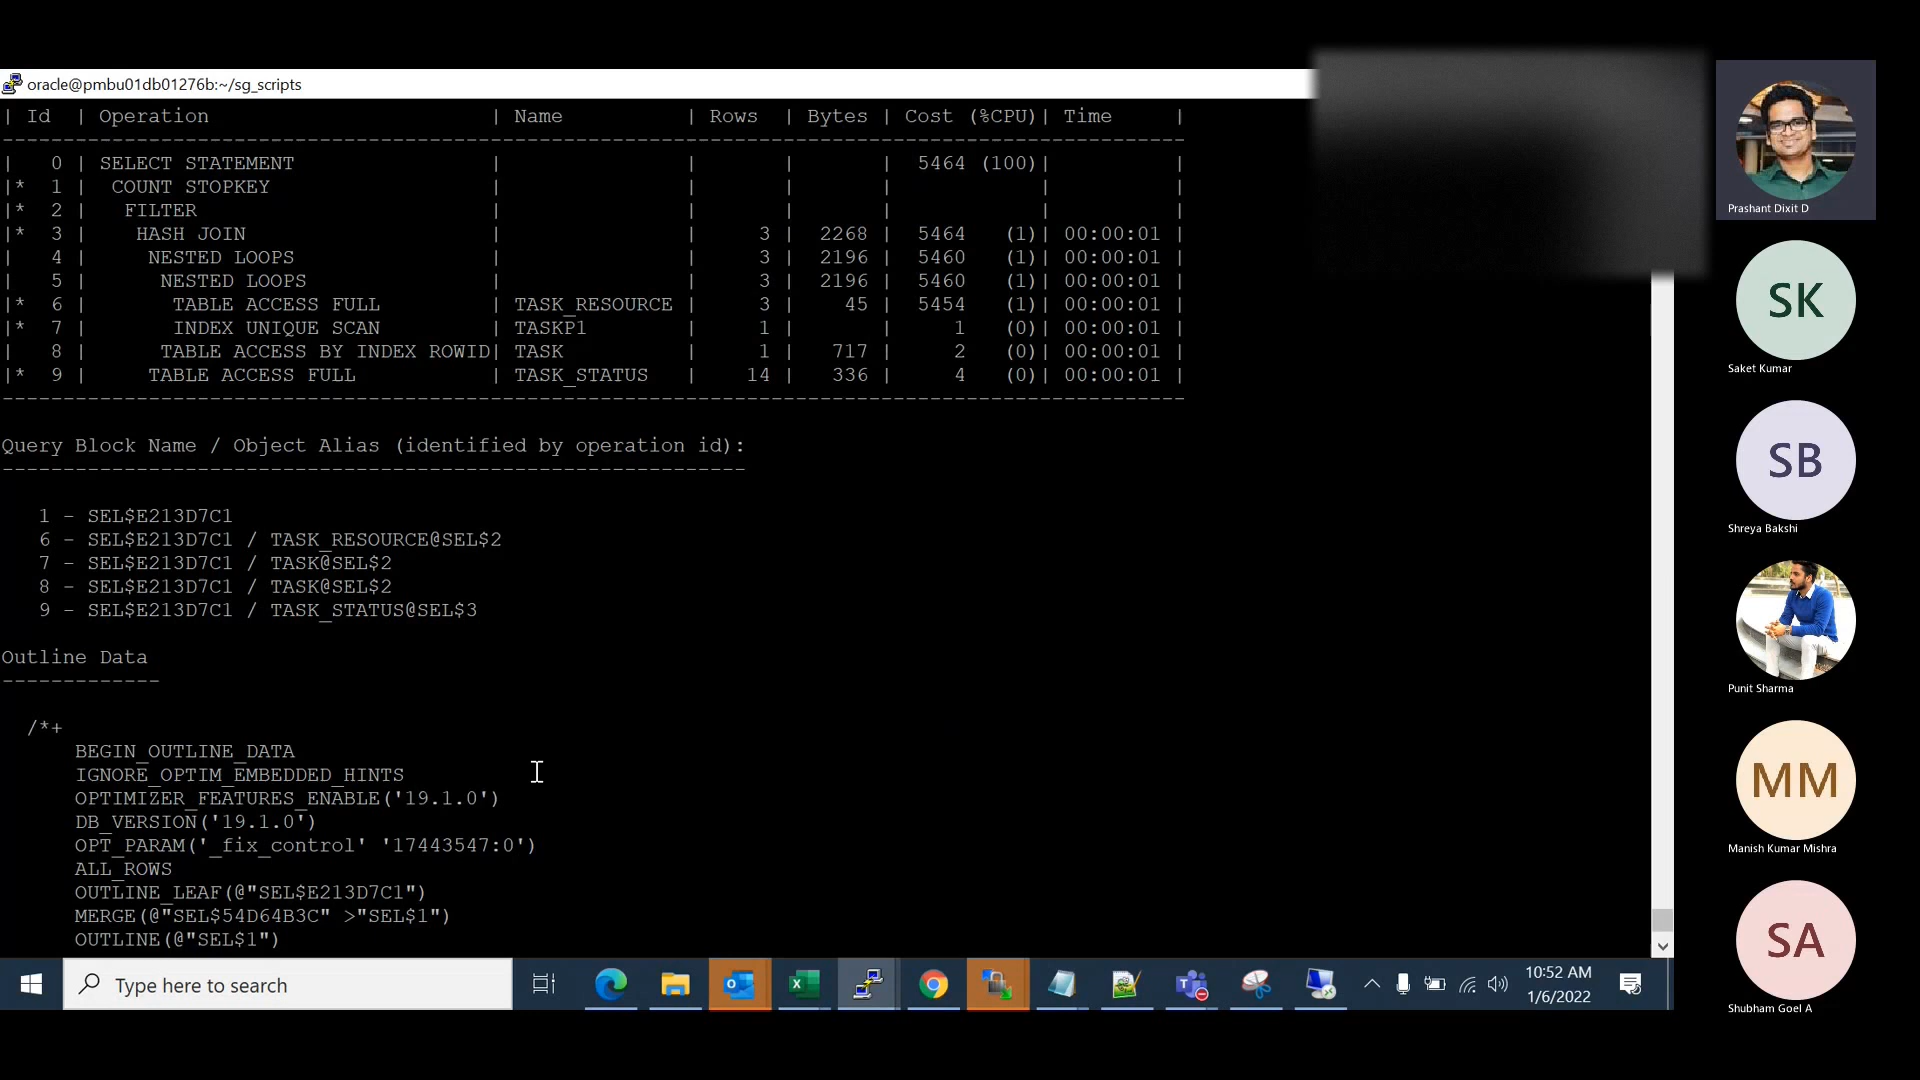 oracle@pmbu01db01276b:~/sg_scripts
| Id  | Operation                       | Name          | Rows  | Bytes | Cost (%CPU)| Time     |
-------------------------------------------------------------------------------------------------
|   0 | SELECT STATEMENT                |               |       |       |  5464 (100)|          |
|*  1 |  COUNT STOPKEY                  |               |       |       |            |          |
|*  2 |   FILTER                        |               |       |       |            |          |
|*  3 |    HASH JOIN                    |               |     3 |  2268 |  5464   (1)| 00:00:01 |
|   4 |     NESTED LOOPS                |               |     3 |  2196 |  5460   (1)| 00:00:01 |
|   5 |      NESTED LOOPS               |               |     3 |  2196 |  5460   (1)| 00:00:01 |
|*  6 |       TABLE ACCESS FULL         | TASK_RESOURCE |     3 |    45 |  5454   (1)| 00:00:01 |
|*  7 |       INDEX UNIQUE SCAN         | TASKP1        |     1 |       |     1   (0)| 00:00:01 |
|   8 |      TABLE ACCESS BY INDEX ROWID| TASK          |     1 |   717 |     2   (0)| 00:00:01 |
|*  9 |     TABLE ACCESS FULL           | TASK_STATUS   |    14 |   336 |     4   (0)| 00:00:01 |
-------------------------------------------------------------------------------------------------
Query Block Name / Object Alias (identified by operation id):
-------------------------------------------------------------
1 - SEL$E213D7C1
6 - SEL$E213D7C1 / TASK_RESOURCE@SEL$2
7 - SEL$E213D7C1 / TASK@SEL$2
8 - SEL$E213D7C1 / TASK@SEL$2
9 - SEL$E213D7C1 / TASK_STATUS@SEL$3
Outline Data
-------------
/*+
BEGIN_OUTLINE_DATA
IGNORE_OPTIM_EMBEDDED_HINTS
OPTIMIZER_FEATURES_ENABLE('19.1.0')
DB_VERSION('19.1.0')
OPT_PARAM('_fix_control' '17443547:0')
ALL_ROWS
OUTLINE_LEAF(@"SEL$E213D7C1")
MERGE(@"SEL$54D64B3C" >"SEL$1")
OUTLINE(@"SEL$1")
Type here to search
10:52 AM
1/6/2022
Prashant Dixit D
SK
Saket Kumar
SB
Shreya Bakshi
Punit Sharma
MM
Manish Kumar Mishra
SA
Shubham Goel A